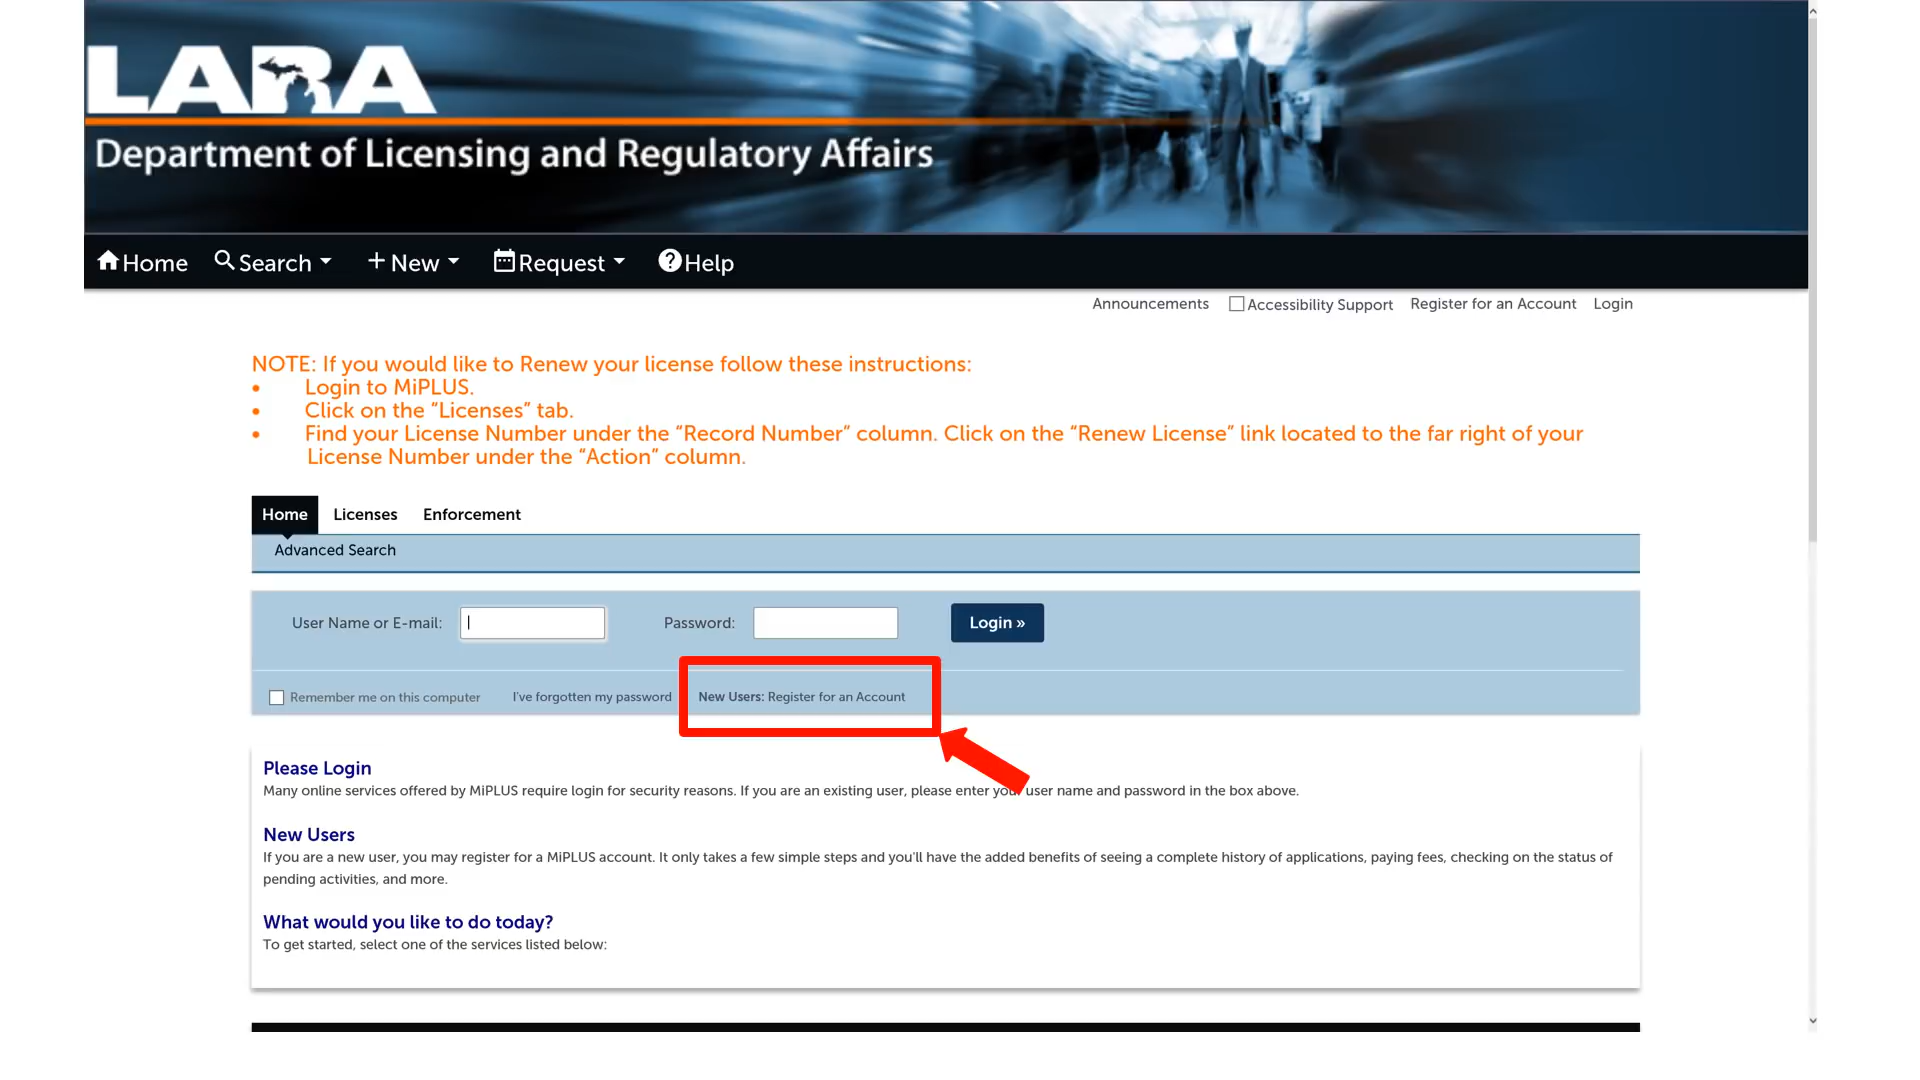 LARA
Department of Licensing and Regulatory Affairs
Home Search + New Request Help
Announcements Accessibility Support Register for an Account Login
NOTE: If you would like to Renew your license follow these instructions:
• Login to MiPLUS.
• Click on the “Licenses” tab.
• Find your License Number under the “Record Number” column. Click on the “Renew License” link located to the far right of your
License Number under the “Action” column.
Home Licenses Enforcement
Advanced Search
User Name or E-mail: Password: Login »
Remember me on this computer I've forgotten my password New Users: Register for an Account
Please Login
Many online services offered by MiPLUS require login for security reasons. If you are an existing user, please enter your user name and password in the box above.
New Users
If you are a new user, you may register for a MiPLUS account. It only takes a few simple steps and you'll have the added benefits of seeing a complete history of applications, paying fees, checking on the status of
pending activities, and more.
What would you like to do today?
To get started, select one of the services listed below: